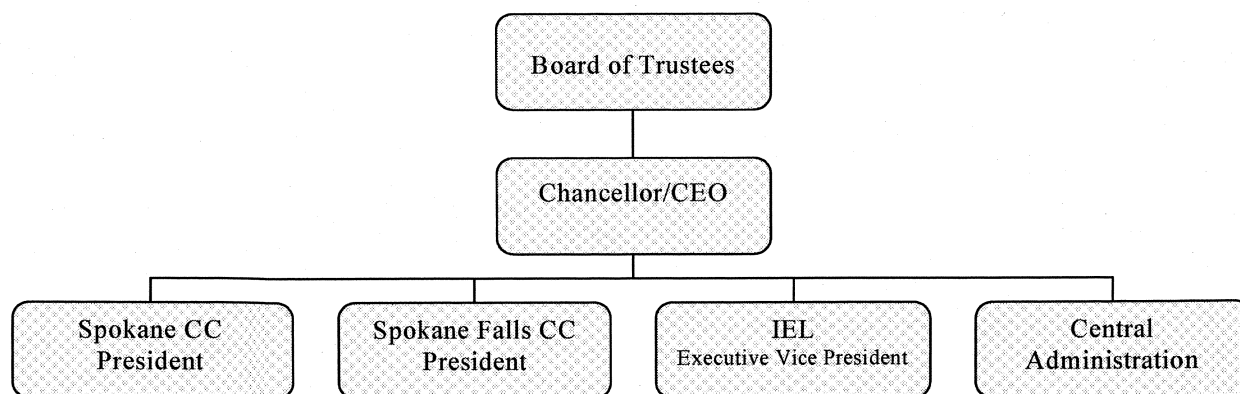 Board of Trustees
Chancellor/CEO
Spokane CC
President
Spokane Falls CC
President
IEL
Executive Vice President
Central
Administration